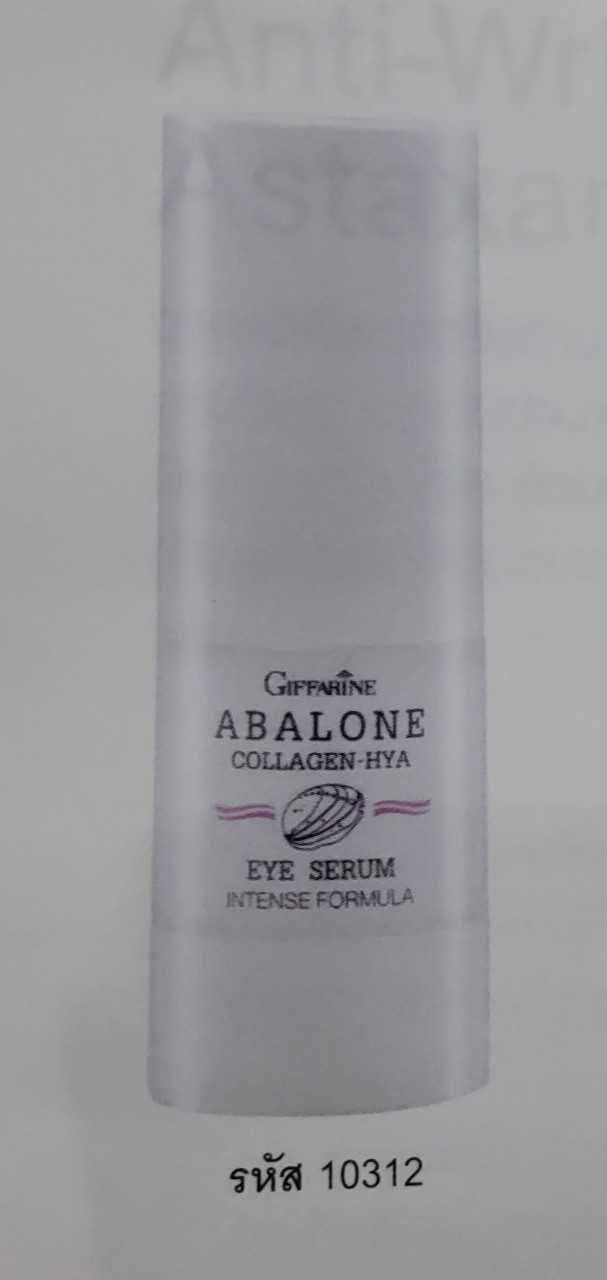 GIFFARINE
ABALONE
COLLAGEN-HYA
EYE SERUM
INTENSE FORMULA
รหัส 10312